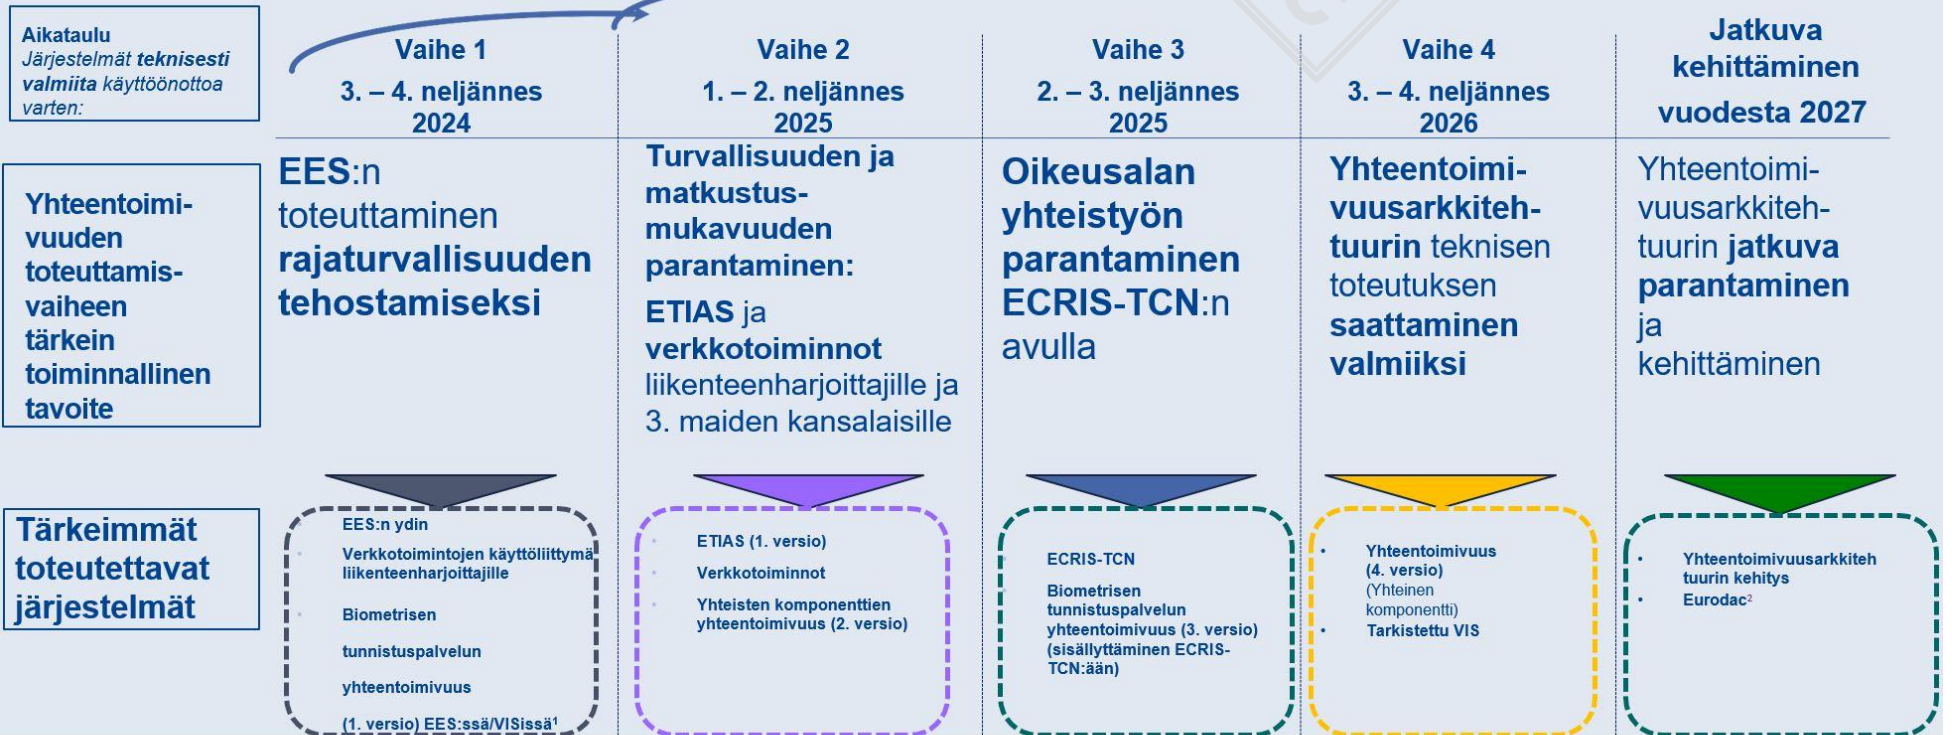 Aikataulu
Järjestelmät teknisesti
valmiita käyttöönottoa
varten:
Vaihe 1
3. – 4. neljännes
2024
Vaihe 2
1. – 2. neljännes
2025
Vaihe 3
2. – 3. neljännes
2025
Vaihe 4
3. – 4. neljännes
2026
Jatkuva
kehittäminen
vuodesta 2027
Yhteentoimi-
vuuden
toteuttamis-
vaiheen
tärkein
toiminnallinen
tavoite
EES:n
toteuttaminen
rajaturvallisuuden
tehostamiseksi
Turvallisuuden ja
matkustus-
mukavuuden
parantaminen:
ETIAS ja
verkkotoiminnot
liikenteenharjoittajille ja
3. maiden kansalaisille
Oikeusalan
yhteistyön
parantaminen
ECRIS-TCN:n
avulla
Yhteentoimi-
vuusarkkiteh-
tuurin teknisen
toteutuksen
saattaminen
valmiiksi
Yhteentoimi-
vuusarkkiteh-
tuurin jatkuva
parantaminen
ja
kehittäminen
Tärkeimmät
toteutettavat
järjestelmät
EES:n ydin
Verkkotoimintojen käyttöliittymä
liikenteenharjoittajille
Biometrisen
tunnistuspalvelun
yhteentoimivuus
(1. versio) EES:ssä/VISissä¹
ETIAS (1. versio)
Verkkotoiminnot
Yhteisten komponenttien
yhteentoimivuus (2. versio)
ECRIS-TCN
Biometrisen
tunnistuspalvelun
yhteentoimivuus (3. versio)
(sisällyttäminen ECRIS-
TCN:ään)
Yhteentoimivuus
(4. versio)
(Yhteinen
komponentti)
Tarkistettu VIS
Yhteentoimivuusarkkiteh
tuurin kehitys
Eurodac²